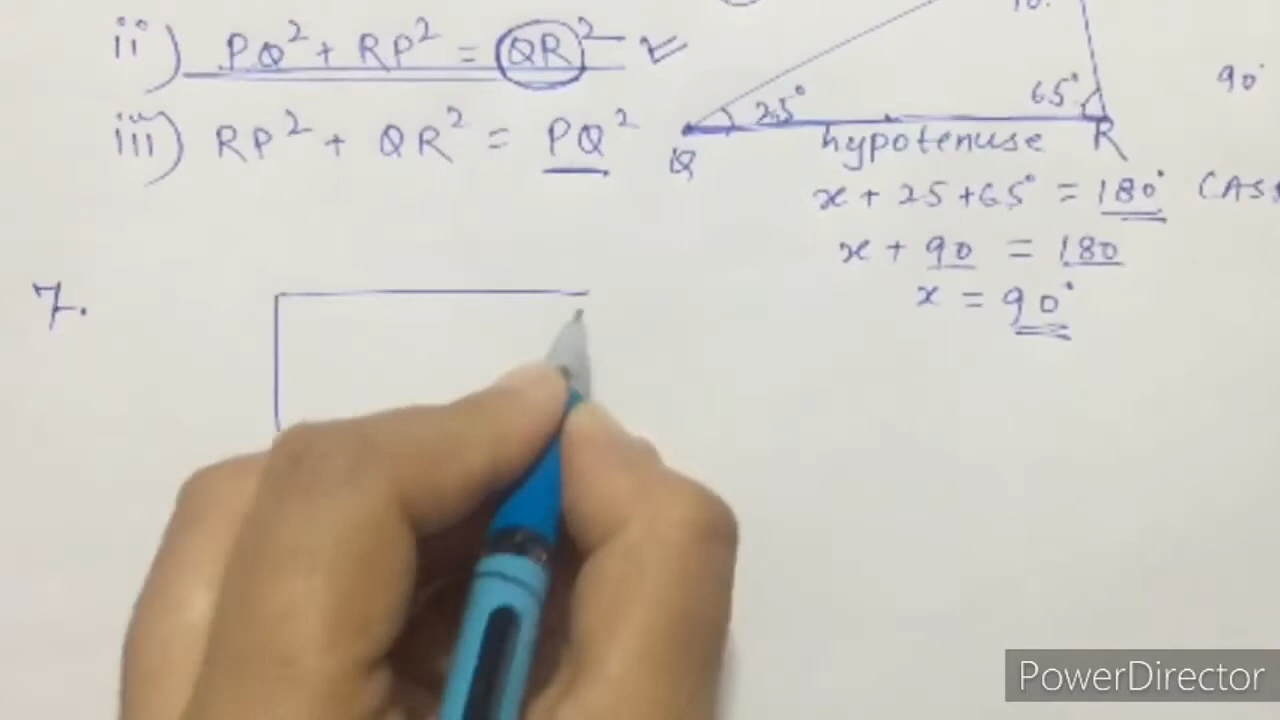 ii) PQ² + RP² = QR² ✓
iii) RP² + QR² = PQ²
25°
65°
90°
Q
hypotenuse
R
x + 25 + 65° = 180°
x + 90 = 180
x = 90°
7.
PowerDirector